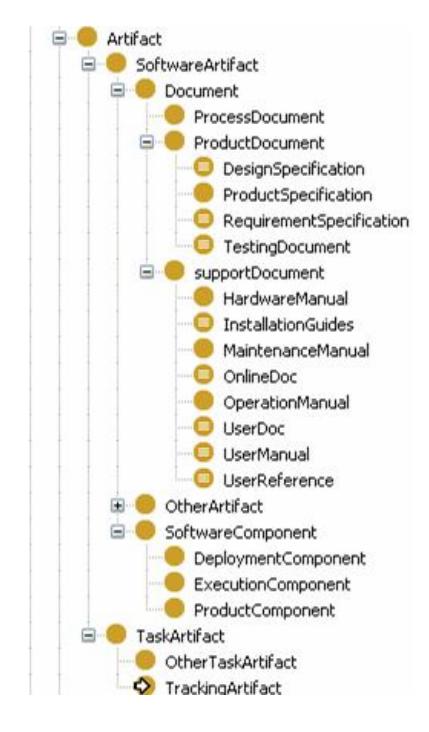 Artifact
SoftwareArtifact
Document
ProcessDocument
ProductDocument
DesignSpecification
ProductSpecification
RequirementSpecification
TestingDocument
supportDocument
HardwareManual
InstallationGuides
MaintenanceManual
OnlineDoc
OperationManual
UserDoc
UserManual
UserReference
OtherArtifact
SoftwareComponent
DeploymentComponent
ExecutionComponent
ProductComponent
TaskArtifact
OtherTaskArtifact
TrackingArtifact